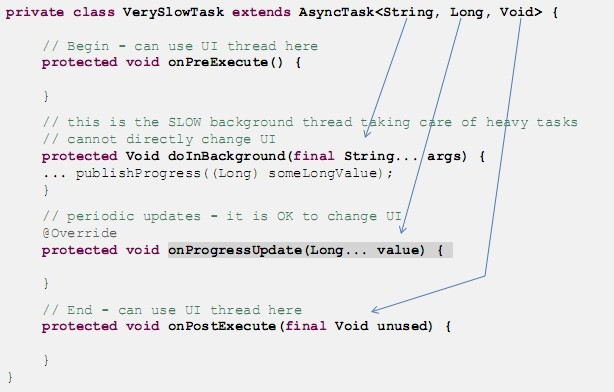 private class VerySlowTask extends AsyncTask<String, Long, Void> {
// Begin - can use UI thread here
protected void onPreExecute() {
}
// this is the SLOW background thread taking care of heavy tasks
// cannot directly change UI
protected Void doInBackground(final String... args) {
... publishProgress((Long) someLongValue);
}
// periodic updates - it is OK to change UI
@Override
protected void onProgressUpdate(Long... value) {
}
// End - can use UI thread here
protected void onPostExecute(final Void unused) {
}
}